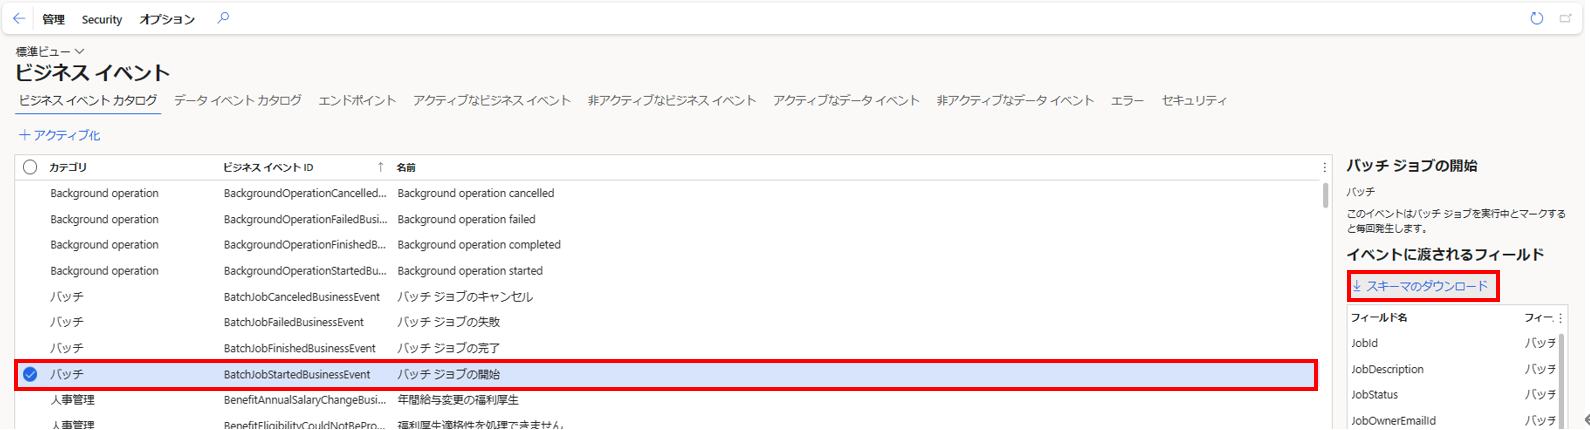 管理 Security オプション
標準ビュー
ビジネス イベント
ビジネス イベント カタログ データ イベント カタログ エンドポイント アクティブなビジネス イベント 非アクティブなビジネス イベント アクティブなデータ イベント 非アクティブなデータ イベント エラー セキュリティ
+ アクティブ化
カテゴリ ビジネス イベント ID ↑ 名前
Background operation BackgroundOperationCancelled... Background operation cancelled
Background operation BackgroundOperationFailedBusi... Background operation failed
Background operation BackgroundOperationFinishedB... Background operation completed
Background operation BackgroundOperationStartedBu... Background operation started
バッチ BatchJobCanceledBusinessEvent バッチ ジョブのキャンセル
バッチ BatchJobFailedBusinessEvent バッチ ジョブの失敗
バッチ BatchJobFinishedBusinessEvent バッチ ジョブの完了
バッチ BatchJobStartedBusinessEvent バッチ ジョブの開始
人事管理 BenefitAnnualSalaryChangeBusi... 年間給与変更の福利厚生
人事管理 BenefitEligibilityCouldNotBePro... 福利厚生適格性を処理できません
バッチ ジョブの開始
バッチ
このイベントはバッチ ジョブを実行中とマークする
と毎回発生します。
イベントに渡されるフィールド
スキーマのダウンロード
フィールド名 フィー...
JobId バッチ
JobDescription バッチ
JobStatus バッチ
JobOwnerEmailId バッチ